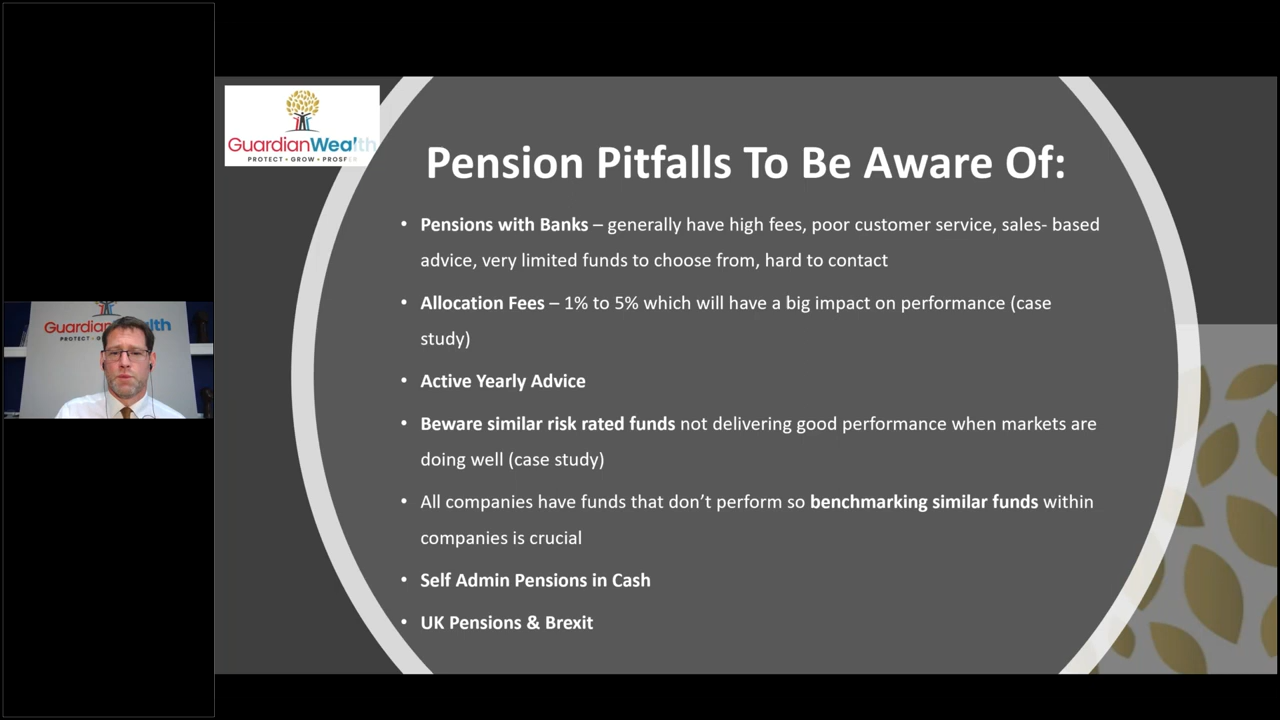 GuardianWealth
PROTECT • GROW • PROSPER
Pension Pitfalls To Be Aware Of:
• Pensions with Banks – generally have high fees, poor customer service, sales- based
advice, very limited funds to choose from, hard to contact
• Allocation Fees – 1% to 5% which will have a big impact on performance (case
study)
• Active Yearly Advice
• Beware similar risk rated funds not delivering good performance when markets are
doing well (case study)
• All companies have funds that don’t perform so benchmarking similar funds within
companies is crucial
• Self Admin Pensions in Cash
• UK Pensions & Brexit